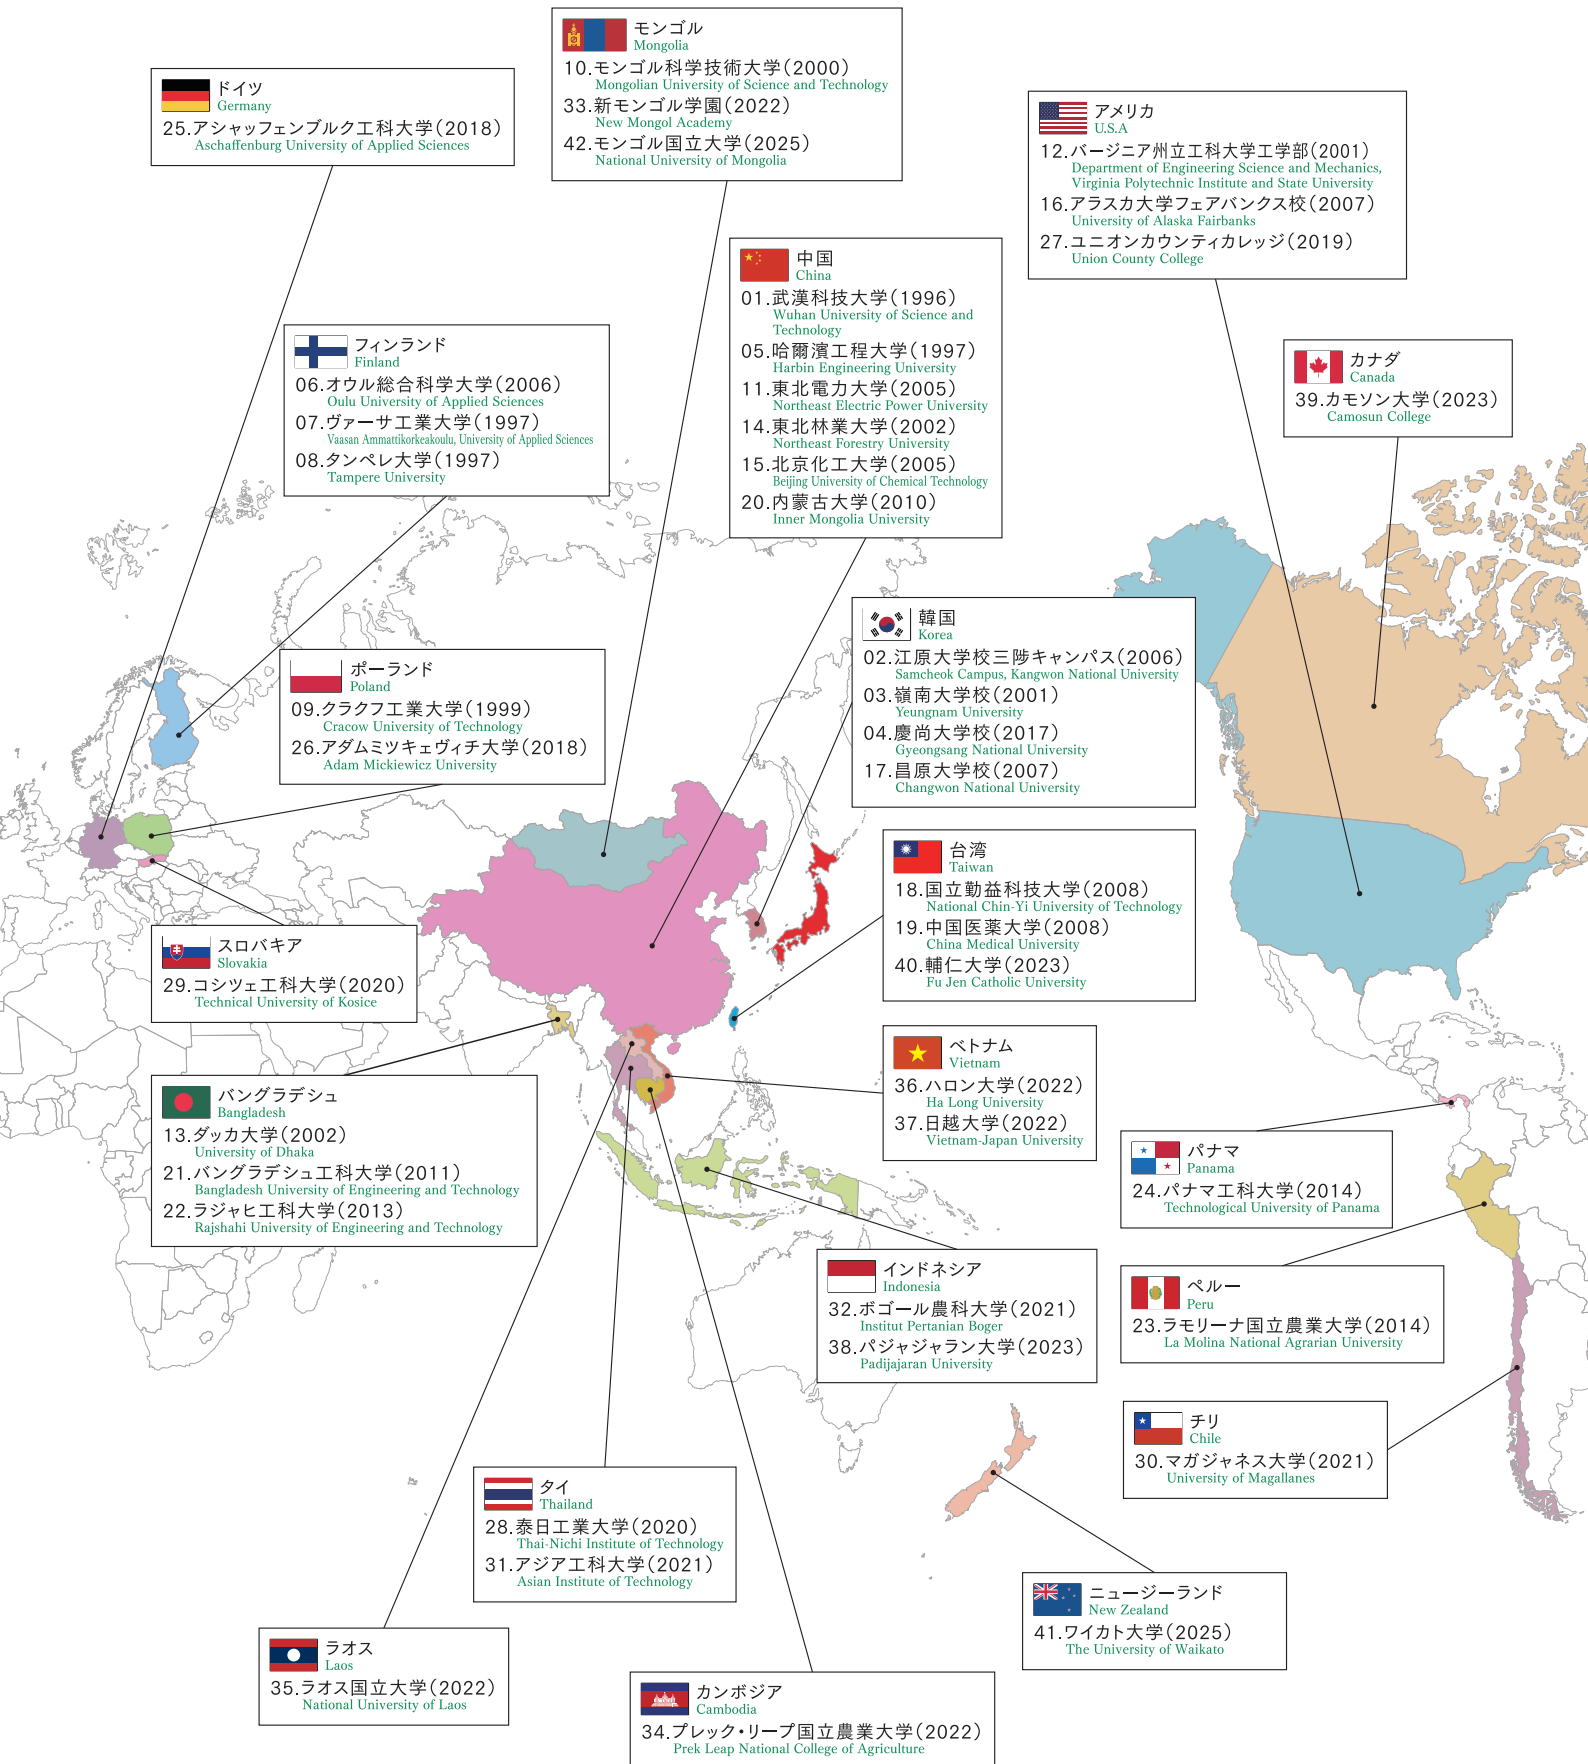 モンゴル
Mongolia
10.モンゴル科学技術大学(2000)
Mongolian University of Science and Technology
33.新モンゴル学園(2022)
New Mongol Academy
42.モンゴル国立大学(2025)
National University of Mongolia
ドイツ
Germany
25.アシャッフェンブルク工科大学(2018)
Aschaffenburg University of Applied Sciences
アメリカ
U.S.A
12.バージニア州立工科大学工学部(2001)
Department of Engineering Science and Mechanics,
Virginia Polytechnic Institute and State University
16.アラスカ大学フェアバンクス校(2007)
University of Alaska Fairbanks
27.ユニオンカウンティカレッジ(2019)
Union County College
中国
China
01.武漢科技大学(1996)
Wuhan University of Science and
Technology
05.哈爾濱工程大学(1997)
Harbin Engineering University
11.東北電力大学(2005)
Northeast Electric Power University
14.東北林業大学(2002)
Northeast Forestry University
15.北京化工大学(2005)
Beijing University of Chemical Technology
20.内蒙古大学(2010)
Inner Mongolia University
フィンランド
Finland
06.オウル総合科学大学(2006)
Oulu University of Applied Sciences
07.ヴァーサ工業大学(1997)
Vaasan Ammattikorkeakoulu, University of Applied Sciences
08.タンペレ大学(1997)
Tampere University
カナダ
Canada
39.カモソン大学(2023)
Camosun College
韓国
Korea
02.江原大学校三陟キャンパス(2006)
Samcheok Campus, Kangwon National University
03.嶺南大学校(2001)
Yeungnam University
04.慶尚大学校(2017)
Gyeongsang National University
17.昌原大学校(2007)
Changwon National University
ポーランド
Poland
09.クラクフ工業大学(1999)
Cracow University of Technology
26.アダムミツキェヴィチ大学(2018)
Adam Mickiewicz University
台湾
Taiwan
18.国立勤益科技大学(2008)
National Chin-Yi University of Technology
19.中国医薬大学(2008)
China Medical University
40.輔仁大学(2023)
Fu Jen Catholic University
スロバキア
Slovakia
29.コシツェ工科大学(2020)
Technical University of Kosice
ベトナム
Vietnam
36.ハロン大学(2022)
Ha Long University
37.日越大学(2022)
Vietnam-Japan University
バングラデシュ
Bangladesh
13.ダッカ大学(2002)
University of Dhaka
21.バングラデシュ工科大学(2011)
Bangladesh University of Engineering and Technology
22.ラジャヒ工科大学(2013)
Rajshahi University of Engineering and Technology
パナマ
Panama
24.パナマ工科大学(2014)
Technological University of Panama
インドネシア
Indonesia
32.ボゴール農科大学(2021)
Institut Pertanian Boger
38.パジャジャラン大学(2023)
Padijajaran University
ペルー
Peru
23.ラモリーナ国立農業大学(2014)
La Molina National Agrarian University
チリ
Chile
30.マガジャネス大学(2021)
University of Magallanes
タイ
Thailand
28.泰日工業大学(2020)
Thai-Nichi Institute of Technology
31.アジア工科大学(2021)
Asian Institute of Technology
ニュージーランド
New Zealand
41.ワイカト大学(2025)
The University of Waikato
ラオス
Laos
35.ラオス国立大学(2022)
National University of Laos
カンボジア
Cambodia
34.プレック・リープ国立農業大学(2022)
Prek Leap National College of Agriculture